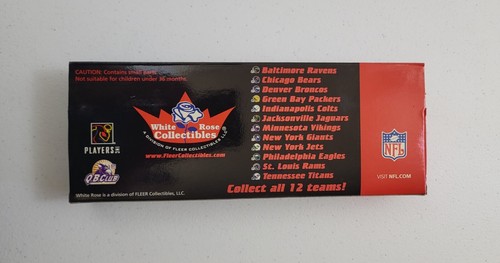 CAUTION: Contains small parts.
Not suitable for children under 36 months.
White Rose
Collectibles
A DIVISION OF FLEER COLLECTIBLES LLC
www.FleerCollectibles.com
PLAYERS INC
QB Club
White Rose is a division of FLEER Collectibles, LLC.
Baltimore Ravens
Chicago Bears
Denver Broncos
Green Bay Packers
Indianapolis Colts
Jacksonville Jaguars
Minnesota Vikings
New York Giants
New York Jets
Philadelphia Eagles
St. Louis Rams
Tennessee Titans
Collect all 12 teams!
NFL
VISIT NFL.COM